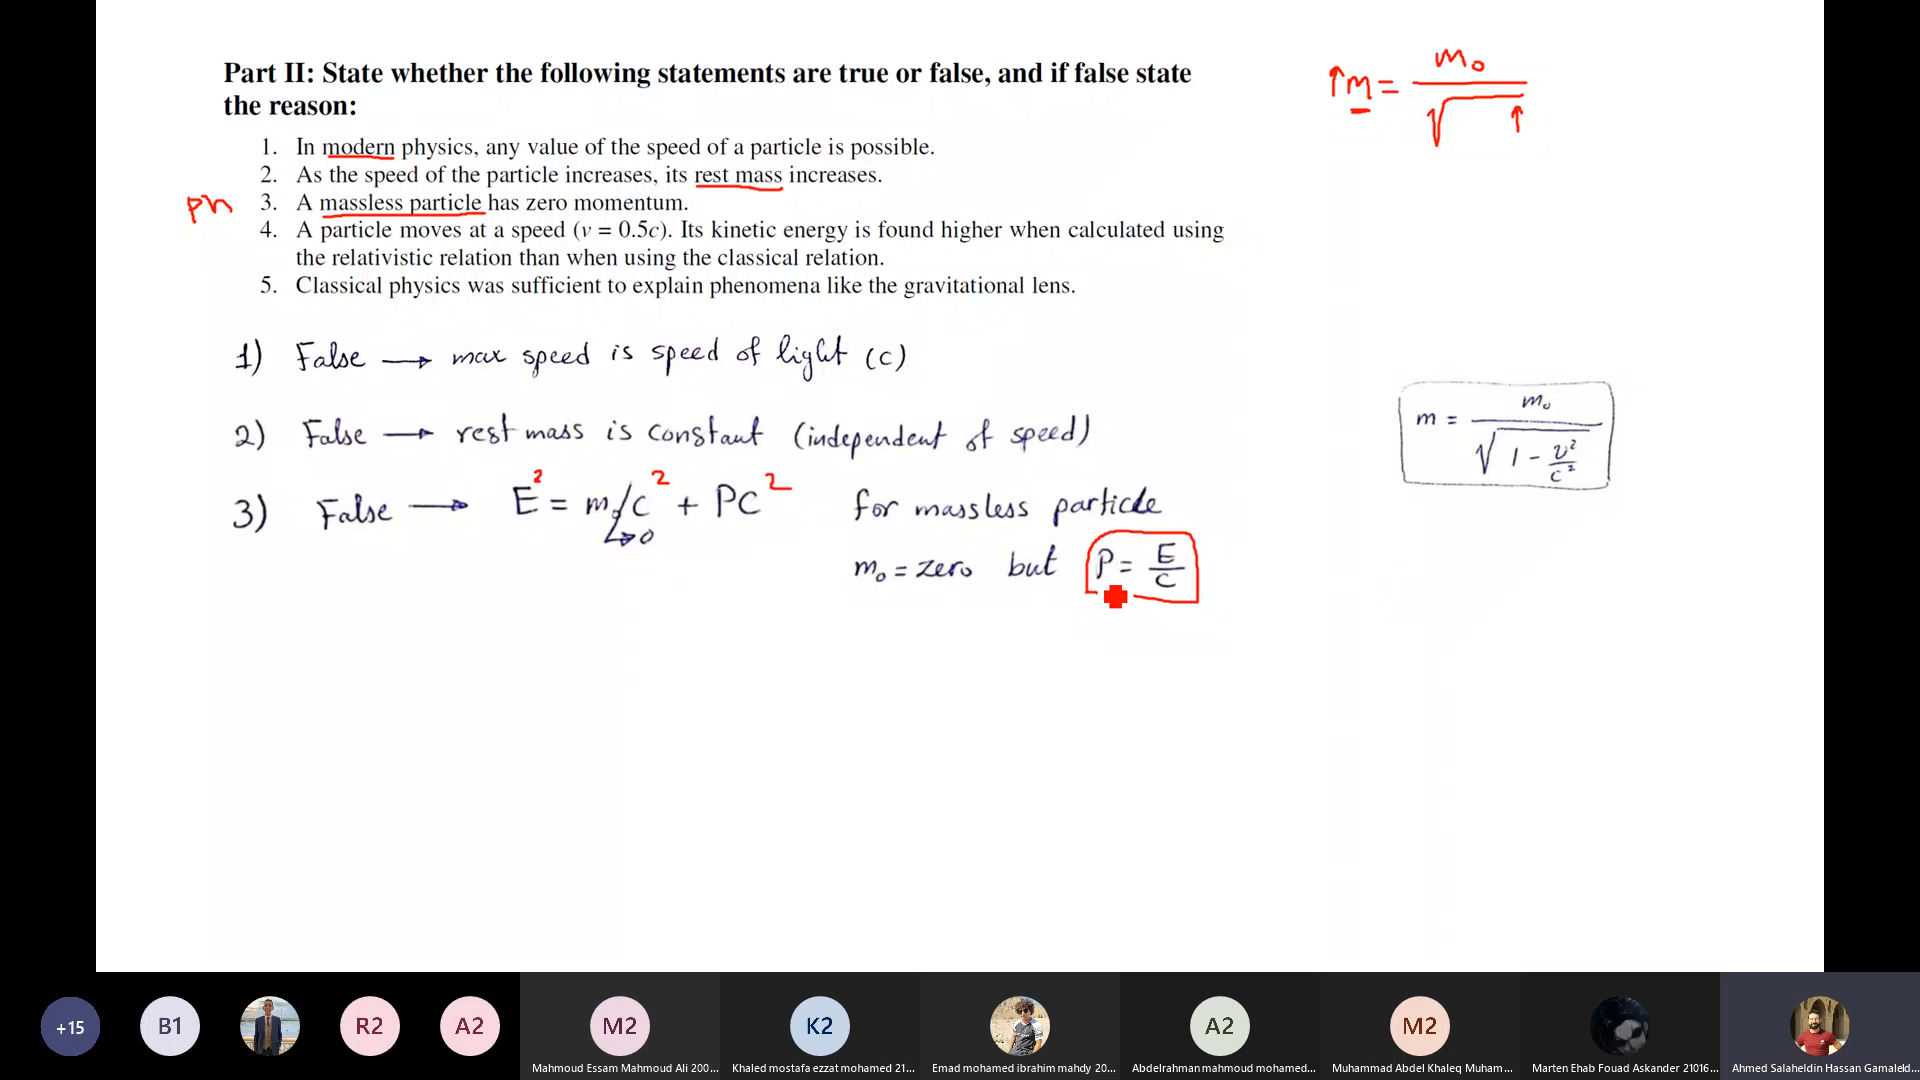 Part II: State whether the following statements are true or false, and if false state
the reason:
1. In modern physics, any value of the speed of a particle is possible.
2. As the speed of the particle increases, its rest mass increases.
ph
3. A massless particle has zero momentum.
4. A particle moves at a speed (v = 0.5c). Its kinetic energy is found higher when calculated using
the relativistic relation than when using the classical relation.
5. Classical physics was sufficient to explain phenomena like the gravitational lens.
↑m = m₀ / √ ↑
1) False → max speed is speed of light (c)
2) False → rest mass is constant (independent of speed)
m = m₀ / √(1 - v²/c²)
3) False → E² = m₀c² + PC² for massless particle
→0
m₀ = zero but P = E/C
+15 B1 R2 A2 M2 K2 A2 M2
Mahmoud Essam Mahmoud Ali 200...
Khaled mostafa ezzat mohamed 21...
Emad mohamed ibrahim mahdy 20...
Abdelrahman mahmoud mohamed...
Muhammad Abdel Khaleq Muham...
Marten Ehab Fouad Askander 21016...
Ahmed Salaheldin Hassan Gamaleld...